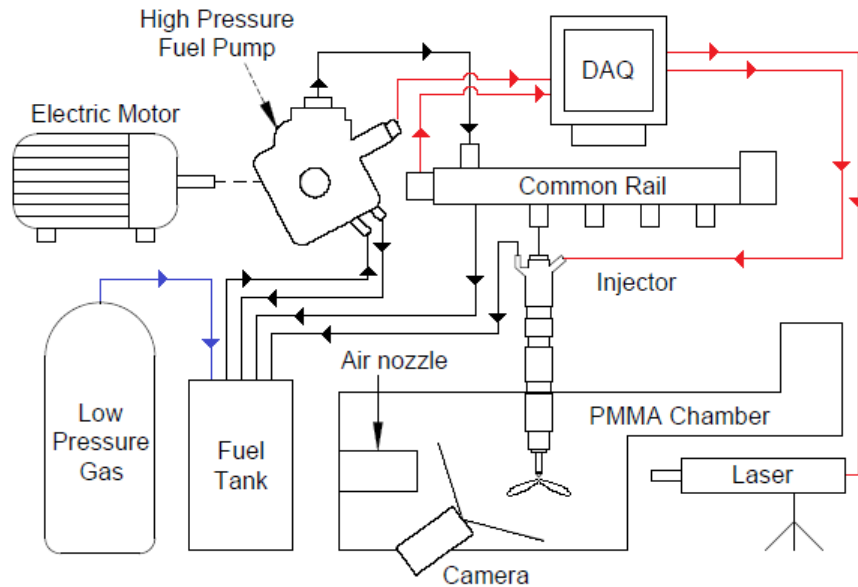 High Pressure
Fuel Pump
DAQ
Electric Motor
Common Rail
Injector
Air nozzle
PMMA Chamber
Low
Pressure
Gas
Fuel
Tank
Laser
Camera